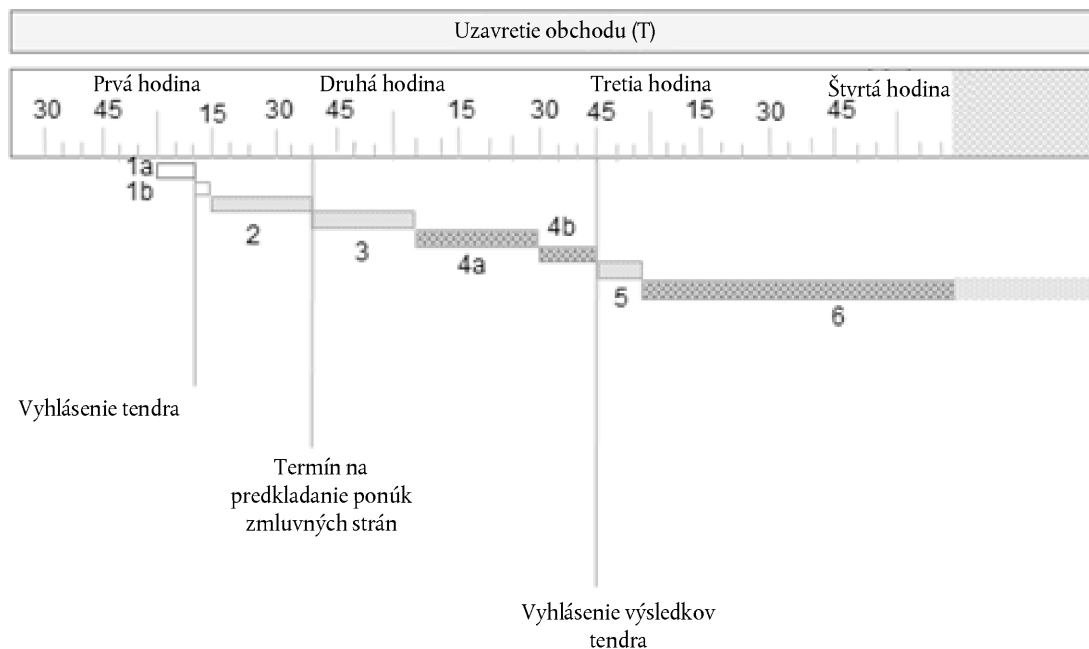 Uzavretie obchodu (T)
Prvá hodina Druhá hodina Tretia hodina Štvrtá hodina
30 45 15 30 45 15 30 45 15 30 45
1a
1b
2
3
4a
4b
5
6
Vyhlásenie tendra
Termín na
predkladanie ponúk
zmluvných strán
Vyhlásenie výsledkov
tendra